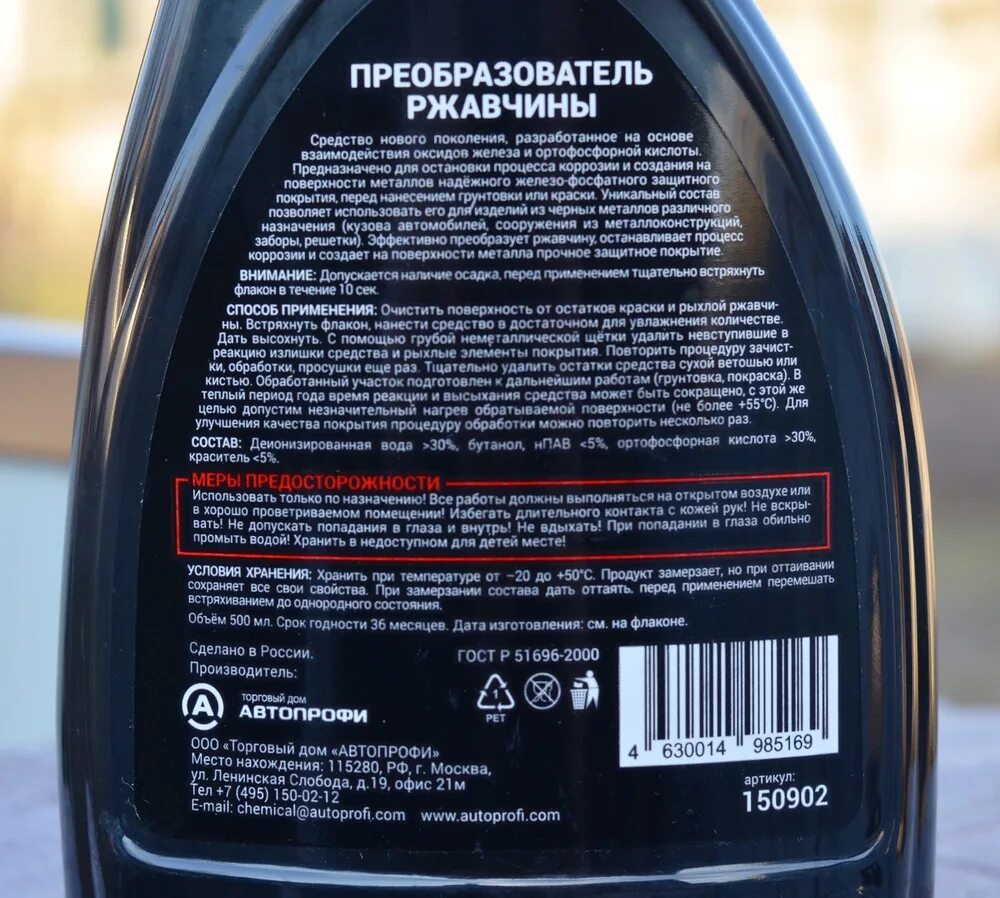 ПРЕОБРАЗОВАТЕЛЬ
РЖАВЧИНЫ
Средство нового поколения, разработанное на основе
взаимодействия оксидов железа и ортофосфорной кислоты.
Предназначено для остановки процесса коррозии и создания на
поверхности металлов надёжного железо-фосфатного защитного
покрытия, перед нанесением грунтовки или краски. Уникальный состав
позволяет использовать его для изделий из черных металлов различного
назначения (кузова автомобилей, сооружения из металлоконструкций,
заборы, решетки). Эффективно преобразует ржавчину, останавливает процесс
коррозии и создает на поверхности металла прочное защитное покрытие.
ВНИМАНИЕ: Допускается наличие осадка, перед применением тщательно встряхнуть
флакон в течение 10 сек.
СПОСОБ ПРИМЕНЕНИЯ: Очистить поверхность от остатков краски и рыхлой ржавчи-
ны. Встряхнуть флакон, нанести средство в достаточном для увлажнения количестве.
Дать высохнуть. С помощью грубой неметаллической щётки удалить невступившие в
реакцию излишки средства и рыхлые элементы покрытия. Повторить процедуру зачист-
ки, обработки, просушки еще раз. Тщательно удалить остатки средства сухой ветошью или
кистью. Обработанный участок подготовлен к дальнейшим работам (грунтовка, покраска). В
теплый период года время реакции и высыхания средства может быть сокращено, с этой же
целью допустим незначительный нагрев обрабатываемой поверхности (не более +55°С). Для
улучшения качества покрытия процедуру обработки можно повторить несколько раз.
СОСТАВ: Деионизированная вода >30%, бутанол, нПАВ <5%, ортофосфорная кислота >30%,
краситель <5%.
МЕРЫ ПРЕДОСТОРОЖНОСТИ
Использовать только по назначению! Все работы должны выполняться на открытом воздухе или
в хорошо проветриваемом помещении! Избегать длительного контакта с кожей рук! Не вскры-
вать! Не допускать попадания в глаза и внутрь! Не вдыхать! При попадании в глаза обильно
промыть водой! Хранить в недоступном для детей месте!
УСЛОВИЯ ХРАНЕНИЯ: Хранить при температуре от –20 до +50°С. Продукт замерзает, но при оттаивании
сохраняет все свои свойства. При замерзании состава дать оттаять, перед применением перемешать
встряхиванием до однородного состояния.
Объём 500 мл. Срок годности 36 месяцев. Дата изготовления: см. на флаконе.
Сделано в России.
Производитель:
ГОСТ Р 51696-2000
1
PET
А
торговый дом
АВТОПРОФИ
ООО «Торговый дом «АВТОПРОФИ»
Место нахождения: 115280, РФ, г. Москва,
ул. Ленинская Слобода, д.19, офис 21м
Тел +7 (495) 150-02-12
E-mail: chemical@autoprofi.com www.autoprofi.com
4 630014 985169
артикул:
150902